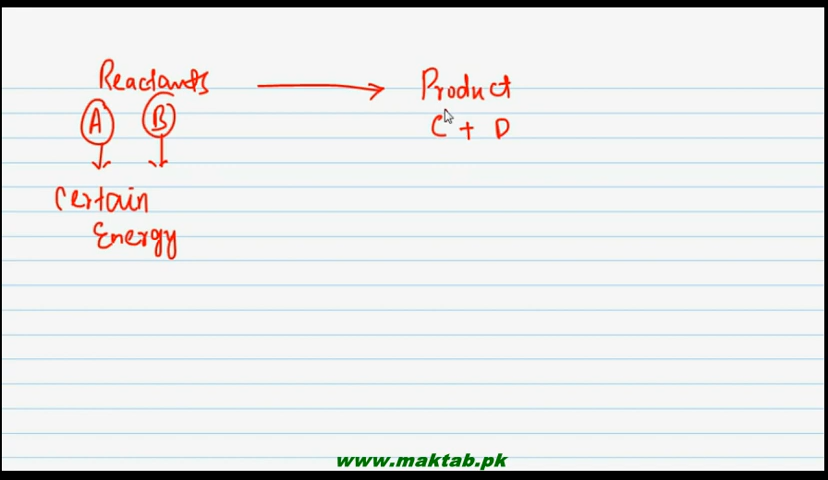 Reactants → Product
A B C + D
Certain
Energy
www.maktab.pk